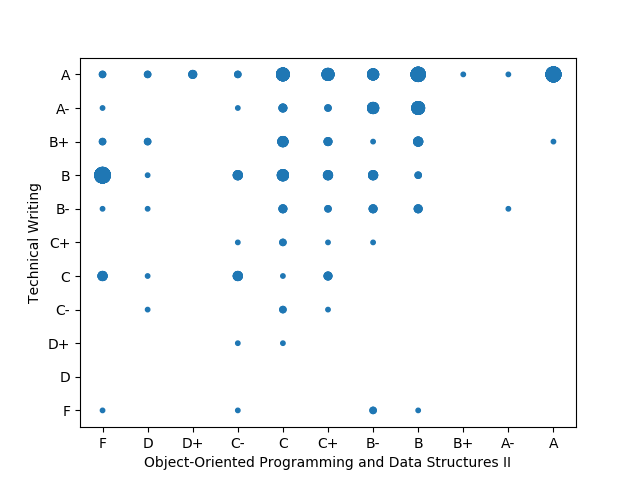 Technical Writing
A
A-
B+
B
B-
C+
C
C-
D+
D
F
F D D+ C- C C+ B- B B+ A- A
Object-Oriented Programming and Data Structures II